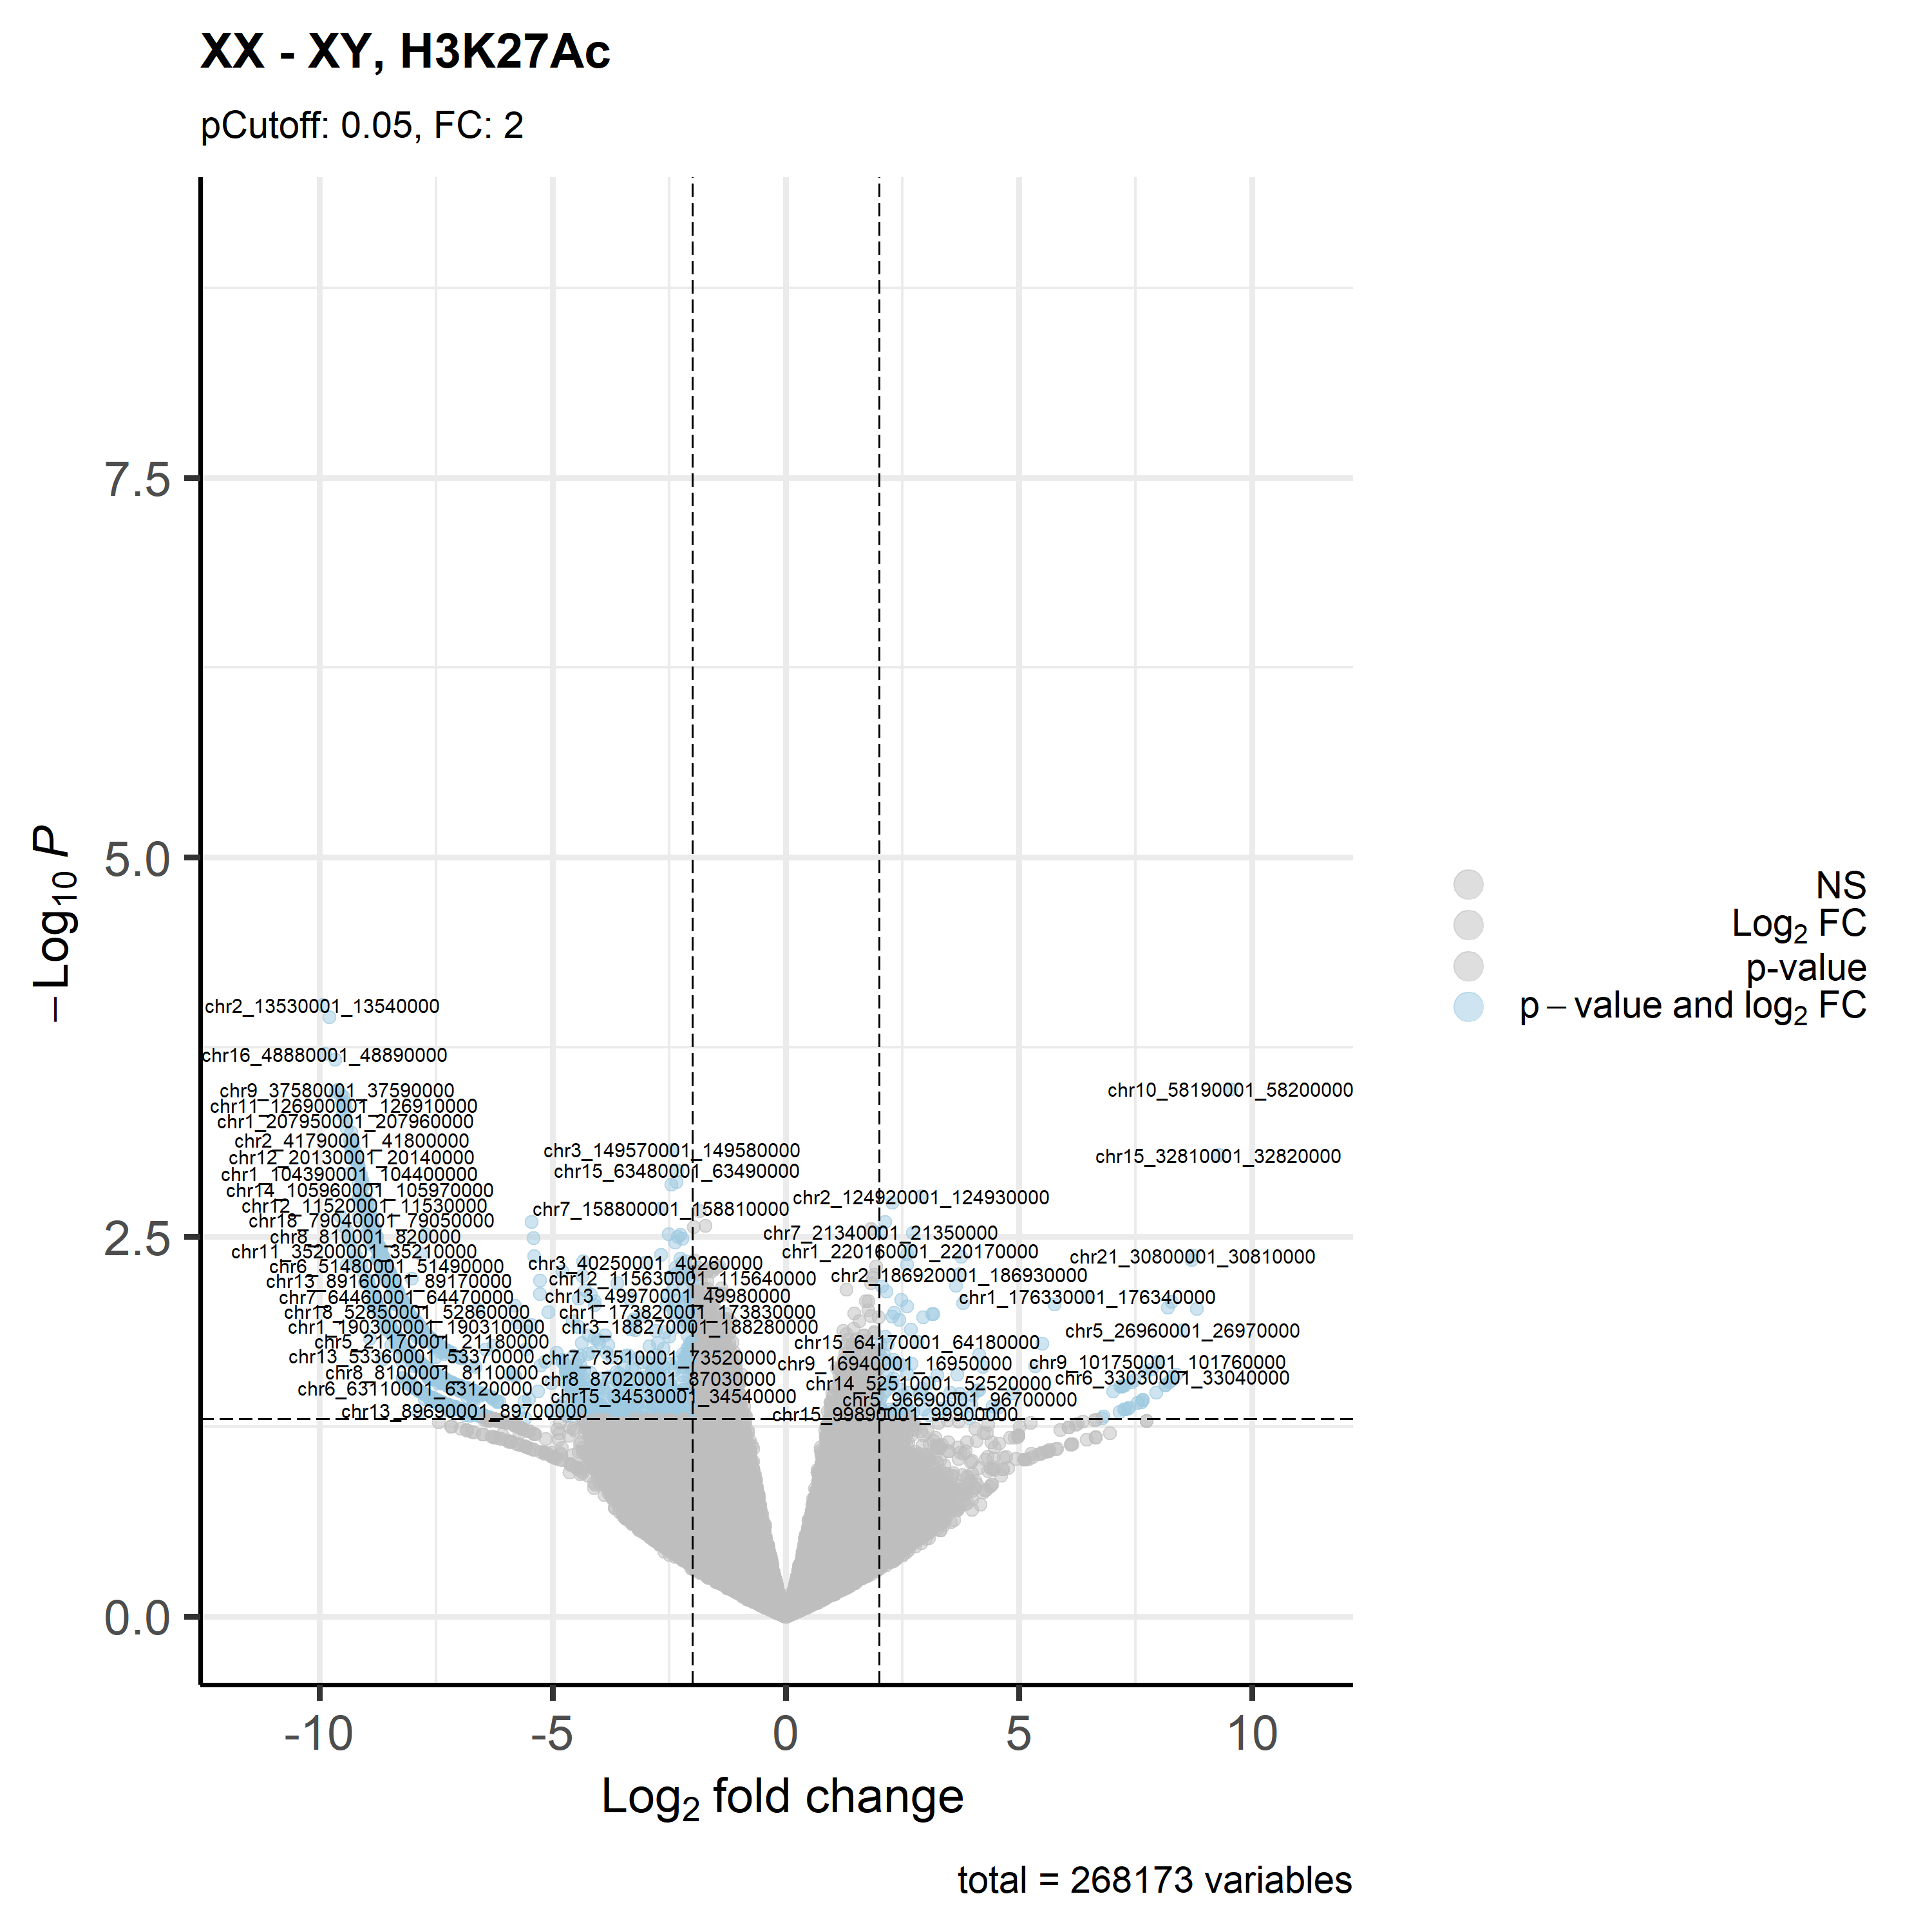 XX - XY, H3K27Ac
pCutoff: 0.05, FC: 2
7.5
5.0
2.5
0.0
−Log10 P
chr2_13530001_13540000
chr16_48880001_48890000
chr9_37580001_37590000
chr11_126900001_126910000
chr1_207950001_207960000
chr2_41790001_41800000
chr12_20130001_20140000
chr1_104390001_104400000
chr14_105960001_105970000
chr12_11520001_11530000
chr18_79040001_79050000
chr8_810001_820000
chr11_35200001_35210000
chr6_51480001_51490000
chr13_89160001_89170000
chr7_64460001_64470000
chr18_52850001_52860000
chr1_190300001_190310000
chr5_21170001_21180000
chr13_53360001_53370000
chr8_8100001_8110000
chr6_63110001_63120000
chr13_89690001_89700000
chr3_149570001_149580000
chr15_63480001_63490000
chr7_158800001_158810000
chr3_40250001_40260000
chr12_115630001_115640000
chr13_49970001_49980000
chr1_173820001_173830000
chr3_188270001_188280000
chr7_73510001_73520000
chr8_87020001_87030000
chr15_34530001_34540000
chr2_124920001_124930000
chr7_21340001_21350000
chr1_220160001_220170000
chr2_186920001_186930000
chr1_176330001_176340000
chr15_64170001_64180000
chr9_16940001_16950000
chr14_52510001_52520000
chr5_96690001_96700000
chr15_99890001_99900000
chr10_58190001_58200000
chr15_32810001_32820000
chr21_30800001_30810000
chr5_26960001_26970000
chr9_101750001_101760000
chr6_33030001_33040000
NS
Log2 FC
p-value
p − value and log2 FC
-10
-5
0
5
10
Log2 fold change
total = 268173 variables